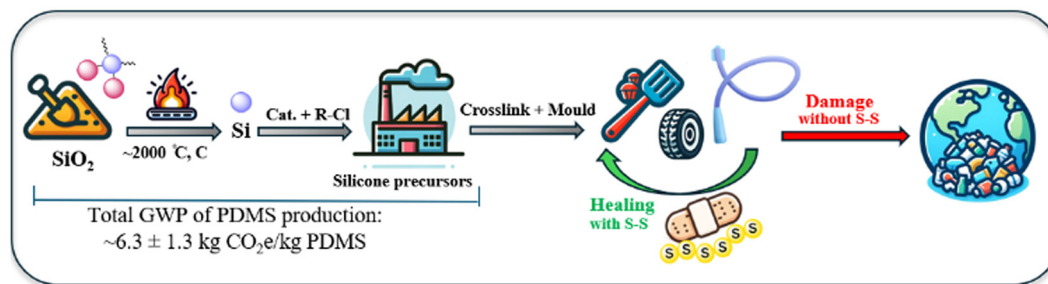 SiO₂
~2000 ℃, C
Si
Cat. + R-Cl
Silicone precursors
Crosslink + Mould
Damage
without S-S
Healing
with S-S
S S S S S S
Total GWP of PDMS production:
~6.3 ± 1.3 kg CO₂e/kg PDMS